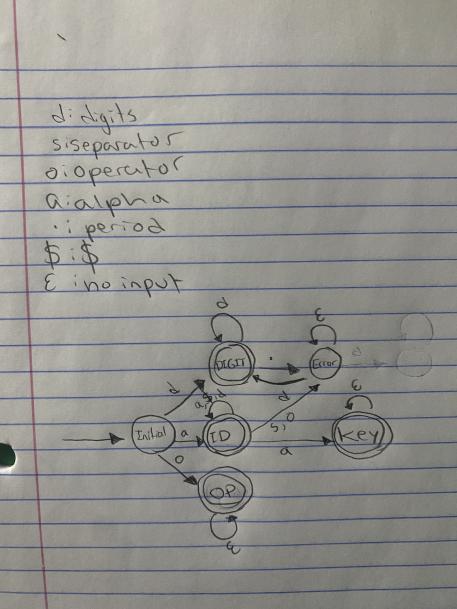 d: digits
s: separator
o: operator
a: alpha
.: period
$: $
ε: no input
d
ε
DIGIT
.
Error
d
d
d
s, o
ε
Initial
a
ID
a
Key
o
OP
ε